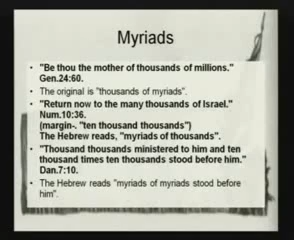 Myriads
• "Be thou the mother of thousands of millions."
Gen.24:60.
• The original is "thousands of myriads".
• "Return now to the many thousands of Israel."
Num.10:36.
(margin-, "ten thousand thousands")
The Hebrew reads, "myriads of thousands".
• "Thousand thousands ministered to him and ten
thousand times ten thousands stood before him."
Dan.7:10.
• The Hebrew reads "myriads of myriads stood before
him".